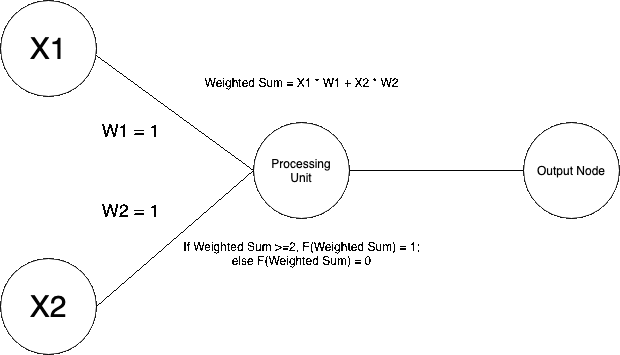 X1
Weighted Sum = X1 * W1 + X2 * W2
W1 = 1
Processing
Unit
Output Node
W2 = 1
If Weighted Sum >=2, F(Weighted Sum) = 1;
else F(Weighted Sum) = 0
X2